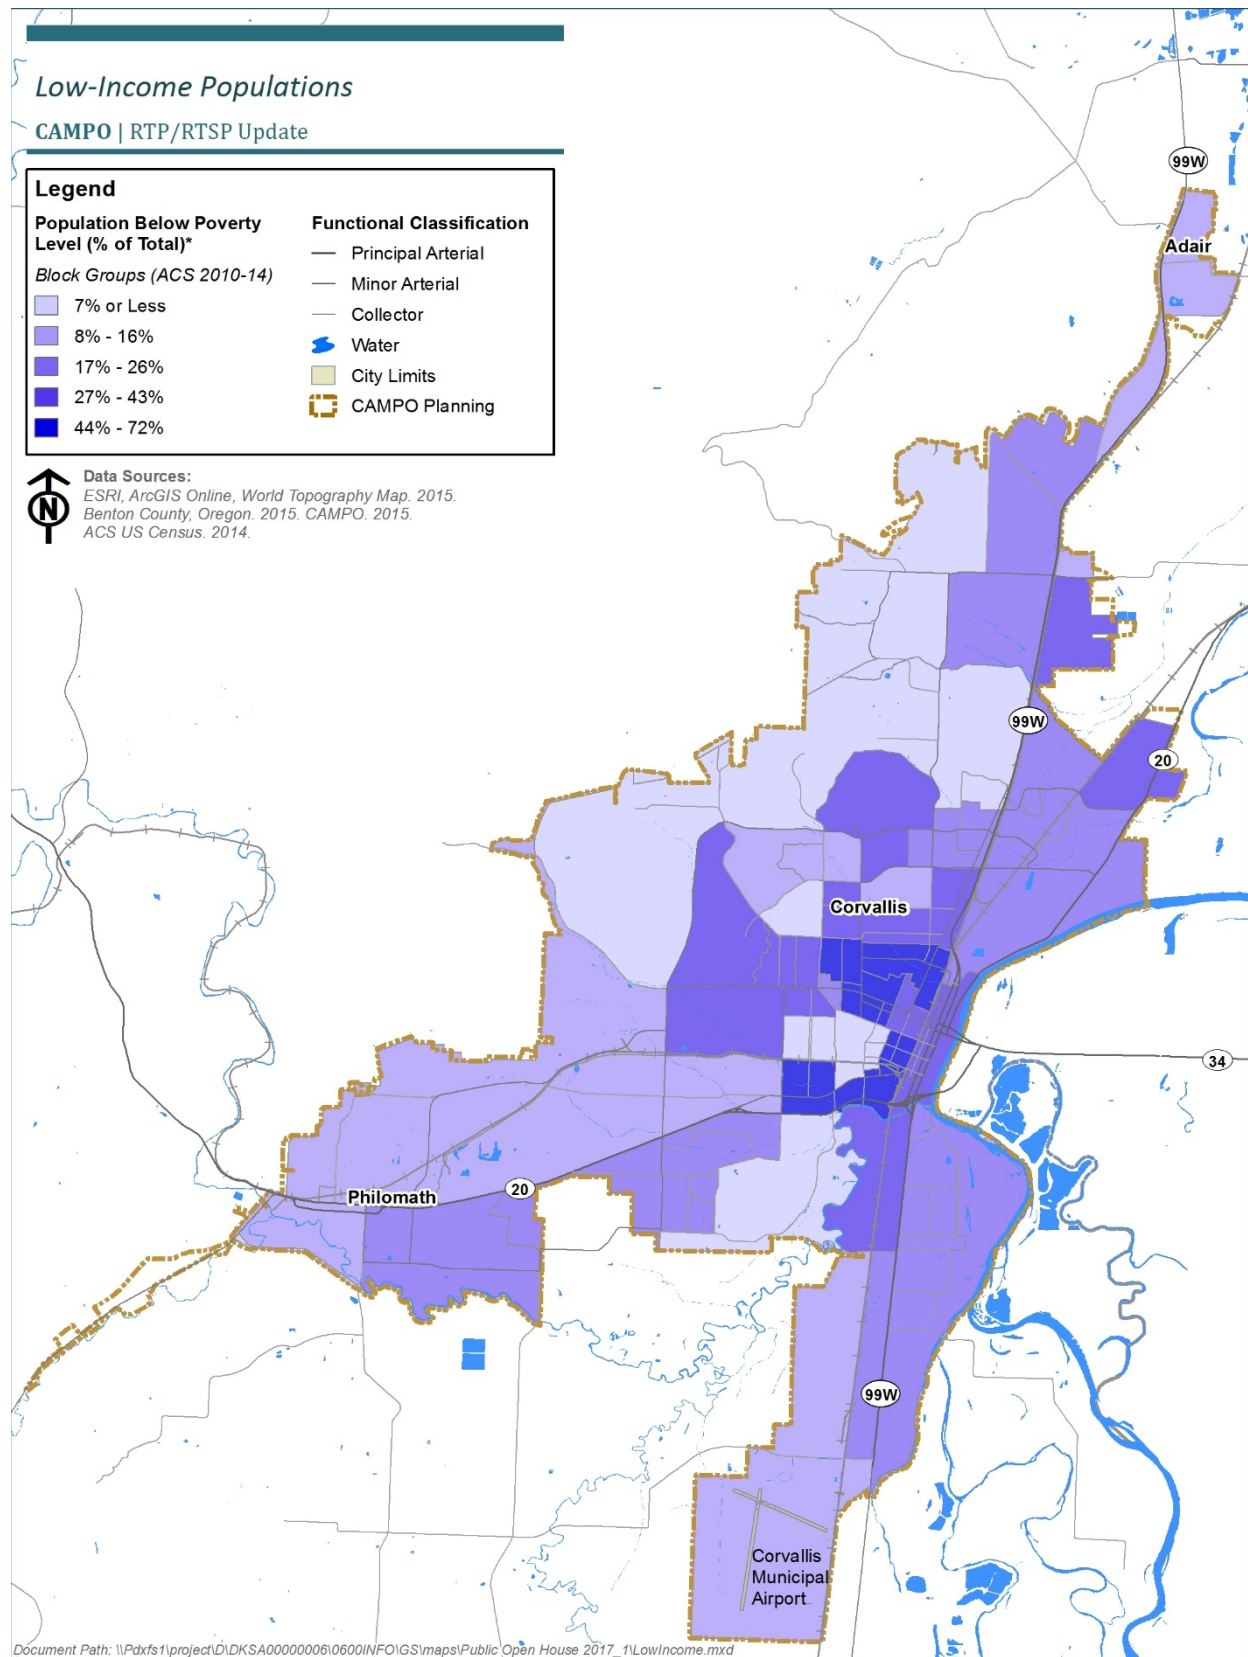 Low-Income Populations
CAMPO | RTP/RTSP Update
Legend
Population Below Poverty
Level (% of Total)*
Block Groups (ACS 2010-14)
7% or Less
8% - 16%
17% - 26%
27% - 43%
44% - 72%
Functional Classification
Principal Arterial
Minor Arterial
Collector
Water
City Limits
CAMPO Planning
N
Data Sources:
ESRI, ArcGIS Online, World Topography Map. 2015.
Benton County, Oregon. 2015. CAMPO. 2015.
ACS US Census. 2014.
99W
Adair
99W
20
Corvallis
34
20
Philomath
99W
Corvallis
Municipal
Airport
Document Path: \\Pdxfs1\project\D\DKSA00000006\0600INFO\GS\maps\Public Open House 2017_1\LowIncome.mxd